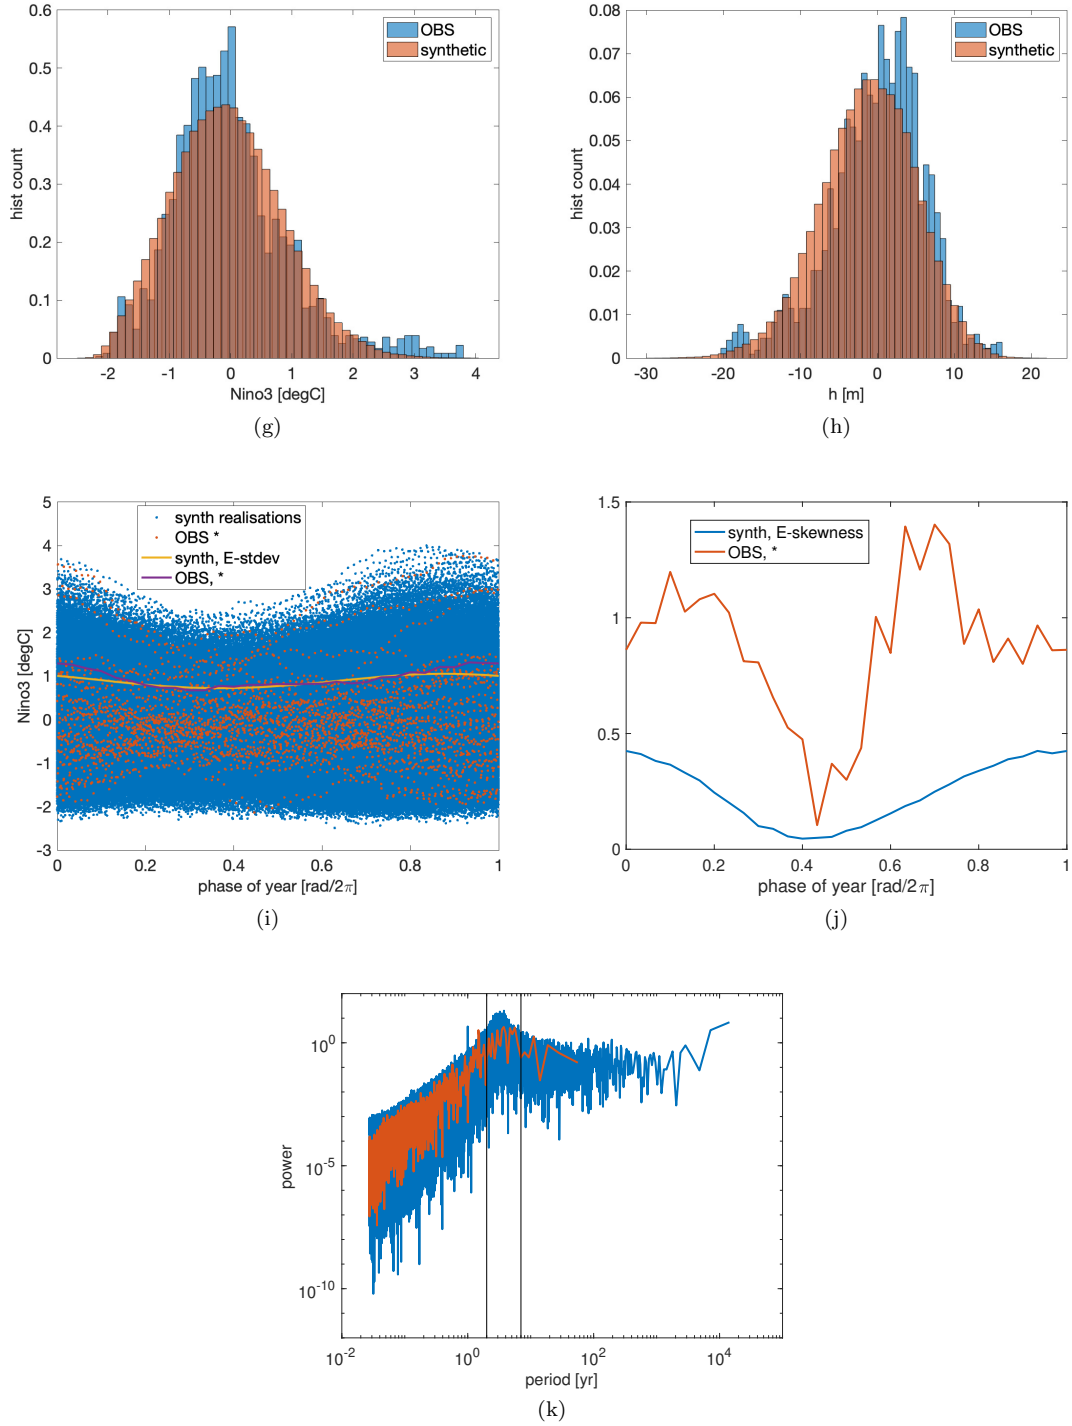 0.6
0.5
0.4
0.3
0.2
0.1
0
hist count
OBS
synthetic
-2
-1
0
1
2
3
4
Nino3 [degC]
(g)
0.08
0.07
0.06
0.05
0.04
0.03
0.02
0.01
0
hist count
OBS
synthetic
-30
-20
-10
0
10
20
h [m]
(h)
5
4
3
2
1
0
-1
-2
-3
Nino3 [degC]
synth realisations
OBS *
synth, E-stdev
OBS, *
0
0.2
0.4
0.6
0.8
1
phase of year [rad/2π]
(i)
1.5
1
0.5
0
synth, E-skewness
OBS, *
0
0.2
0.4
0.6
0.8
1
phase of year [rad/2π]
(j)
10^0
10^-5
10^-10
power
10^-2
10^0
10^2
10^4
period [yr]
(k)